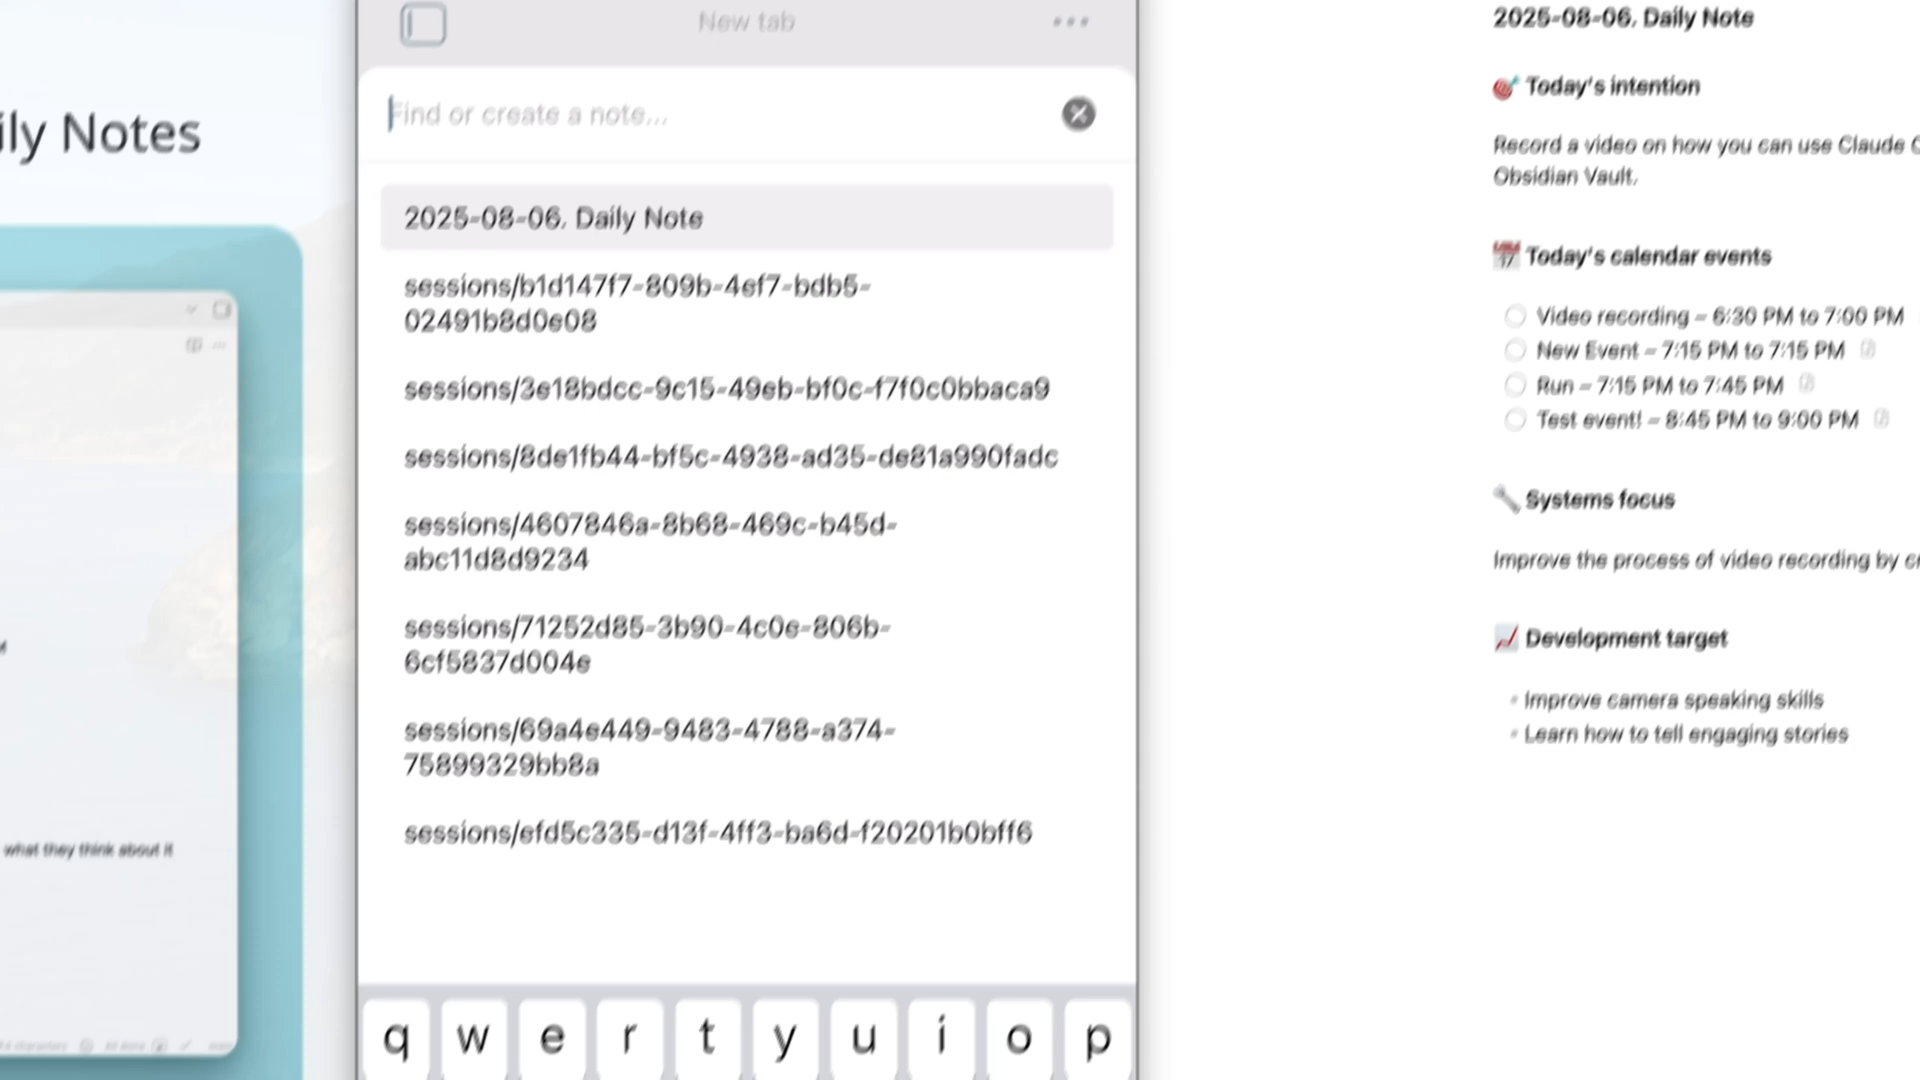 ily Notes
what they think about it
New tab
Find or create a note...
2025-08-06. Daily Note
sessions/b1d147f7-809b-4ef7-bdb5-
02491b8d0e08
sessions/3e18bdcc-9c15-49eb-bf0c-f7f0c0bbaca9
sessions/8de1fb44-bf5c-4938-ad35-de81a990fadc
sessions/4607846a-8b68-469c-b45d-
abc11d8d9234
sessions/71252d85-3b90-4c0e-806b-
6cf5837d004e
sessions/69a4e449-9483-4788-a374-
75899329bb8a
sessions/efd5c335-d13f-4ff3-ba6d-f20201b0bff6
q w e r t y u i o p
2025-08-06. Daily Note
🎯 Today's intention
Record a video on how you can use Claude
Obsidian Vault.
📅 Today's calendar events
Video recording – 6:30 PM to 7:00 PM
New Event – 7:15 PM to 7:15 PM
Run – 7:15 PM to 7:45 PM
Test event! – 8:45 PM to 9:00 PM
🔧 Systems focus
Improve the process of video recording by
📈 Development target
• Improve camera speaking skills
• Learn how to tell engaging stories